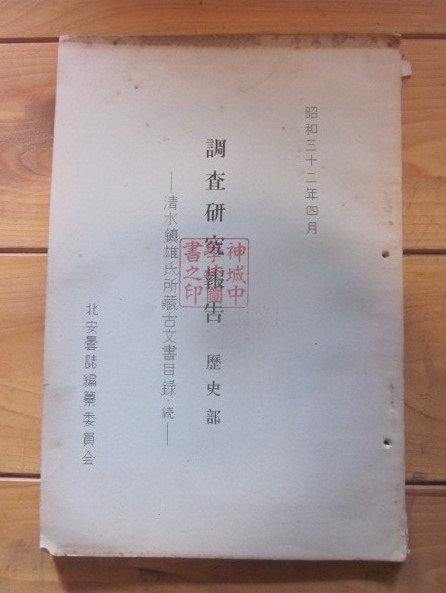 昭和三十二年四月
調査研究報告 歴史部
―清水鎮雄氏所蔵古文書目録・続―
北安曇誌編纂委員会
神城中
学校図
書之印